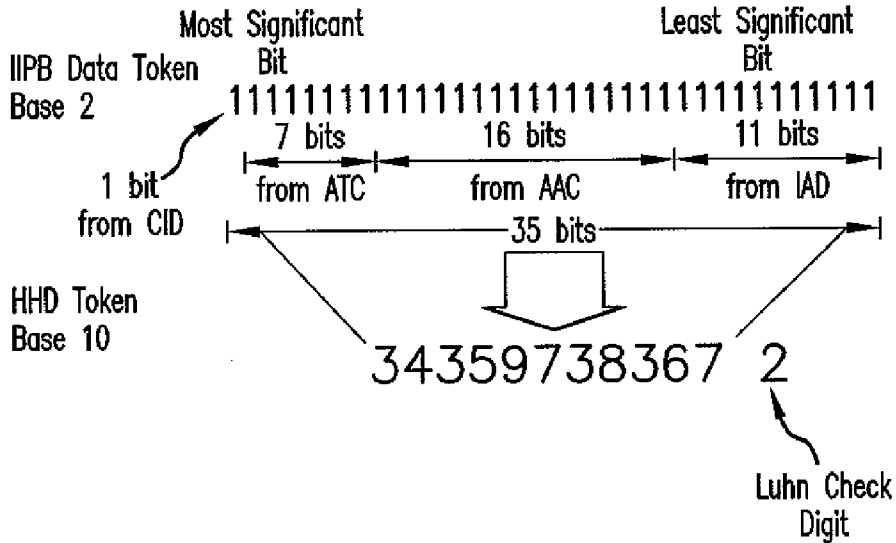 Most Significant
Bit
Least Significant
Bit
IIPB Data Token
Base 2
11111111111111111111111111111111111
7 bits
16 bits
11 bits
1 bit
from CID
from ATC
from AAC
from IAD
35 bits
HHD Token
Base 10
34359738367 2
Luhn Check
Digit